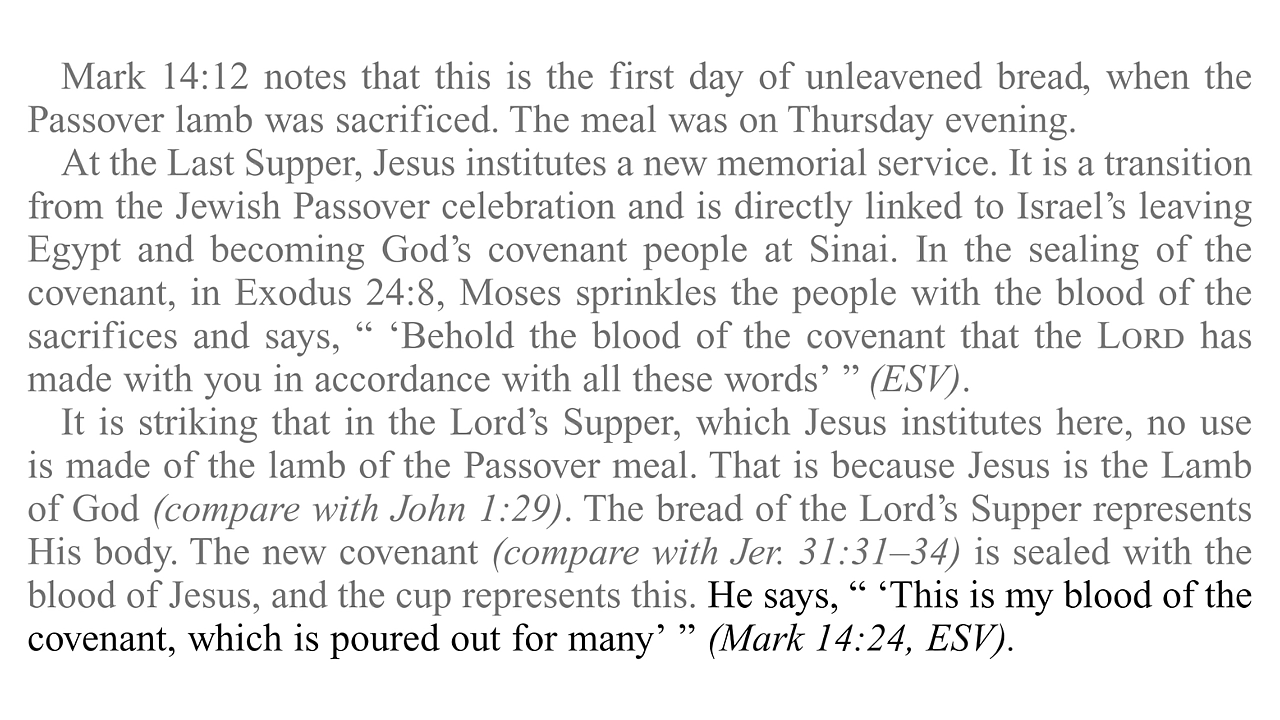 Mark 14:12 notes that this is the first day of unleavened bread, when the
Passover lamb was sacrificed. The meal was on Thursday evening.
At the Last Supper, Jesus institutes a new memorial service. It is a transition
from the Jewish Passover celebration and is directly linked to Israel’s leaving
Egypt and becoming God’s covenant people at Sinai. In the sealing of the
covenant, in Exodus 24:8, Moses sprinkles the people with the blood of the
sacrifices and says, “ ‘Behold the blood of the covenant that the LORD has
made with you in accordance with all these words’ ” (ESV).
It is striking that in the Lord’s Supper, which Jesus institutes here, no use
is made of the lamb of the Passover meal. That is because Jesus is the Lamb
of God (compare with John 1:29). The bread of the Lord’s Supper represents
His body. The new covenant (compare with Jer. 31:31–34) is sealed with the
blood of Jesus, and the cup represents this. He says, “ ‘This is my blood of the
covenant, which is poured out for many’ ” (Mark 14:24, ESV).